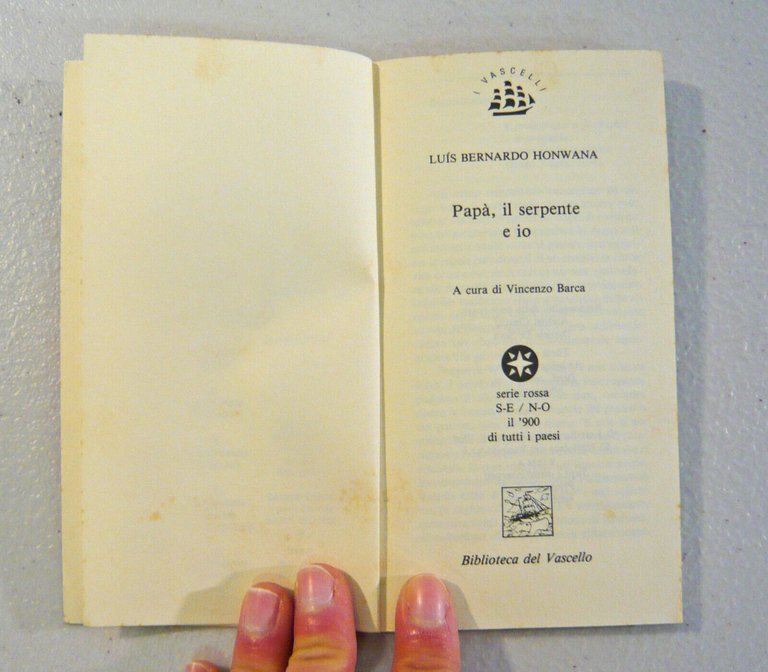 I VASCELLI
LUÍS BERNARDO HONWANA
Papà, il serpente
e io
A cura di Vincenzo Barca
serie rossa
S-E / N-O
il '900
di tutti i paesi
Biblioteca del Vascello